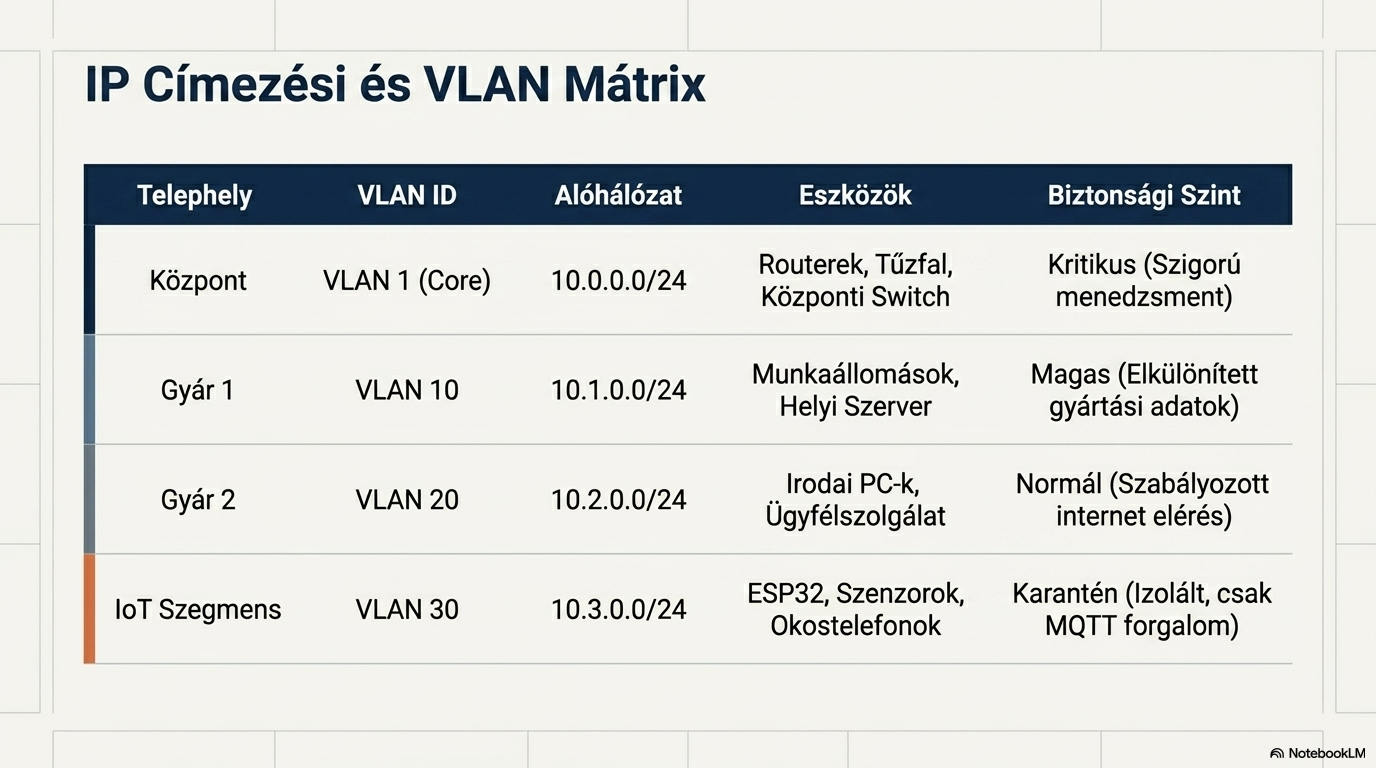 IP Címezési és VLAN Mátrix
Telephely VLAN ID Alóhálózat Eszközök Biztonsági Szint
Központ VLAN 1 (Core) 10.0.0.0/24 Routerek, Tűzfal, Kritikus (Szigorú
Központi Switch menedzsment)
Gyár 1 VLAN 10 10.1.0.0/24 Munkaállomások, Magas (Elkülönített
Helyi Szerver gyártási adatok)
Gyár 2 VLAN 20 10.2.0.0/24 Irodai PC-k, Normál (Szabályozott
Ügyfélszolgálat internet elérés)
IoT Szegmens VLAN 30 10.3.0.0/24 ESP32, Szenzorok, Karantén (Izolált, csak
Okostelefonok MQTT forgalom)
NotebookLM